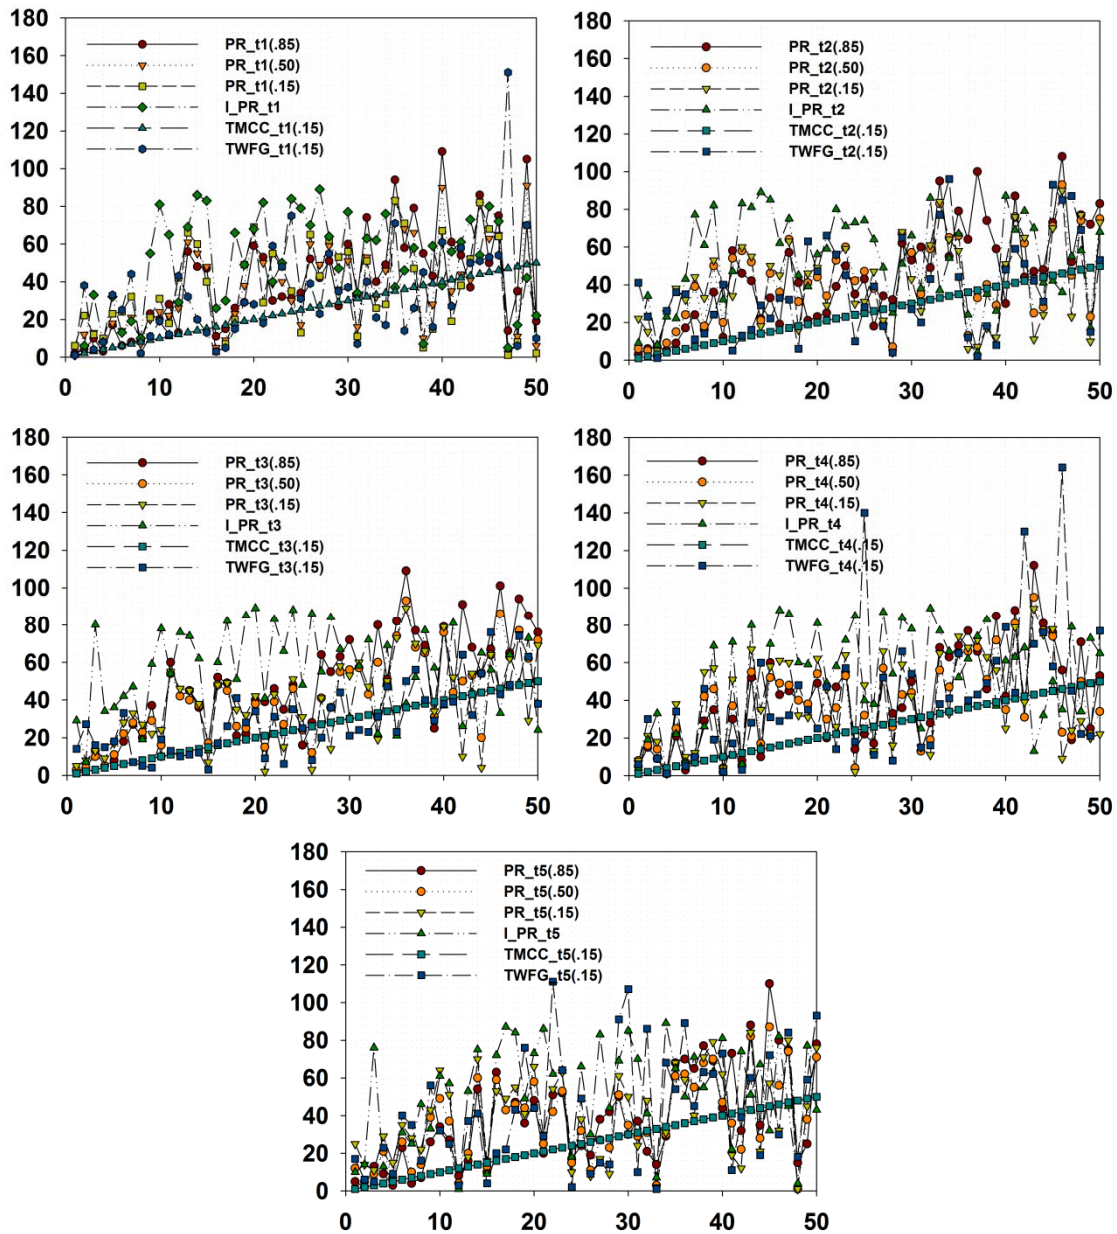 180
160
140
120
100
80
60
40
20
0
PR_t1(.85)
PR_t1(.50)
PR_t1(.15)
I_PR_t1
TMCC_t1(.15)
TWFG_t1(.15)
0 10 20 30 40 50
180
160
140
120
100
80
60
40
20
0
PR_t2(.85)
PR_t2(.50)
PR_t2(.15)
I_PR_t2
TMCC_t2(.15)
TWFG_t2(.15)
0 10 20 30 40 50
180
160
140
120
100
80
60
40
20
0
PR_t3(.85)
PR_t3(.50)
PR_t3(.15)
I_PR_t3
TMCC_t3(.15)
TWFG_t3(.15)
0 10 20 30 40 50
180
160
140
120
100
80
60
40
20
0
PR_t4(.85)
PR_t4(.50)
PR_t4(.15)
I_PR_t4
TMCC_t4(.15)
TWFG_t4(.15)
0 10 20 30 40 50
180
160
140
120
100
80
60
40
20
0
PR_t5(.85)
PR_t5(.50)
PR_t5(.15)
I_PR_t5
TMCC_t5(.15)
TWFG_t5(.15)
0 10 20 30 40 50